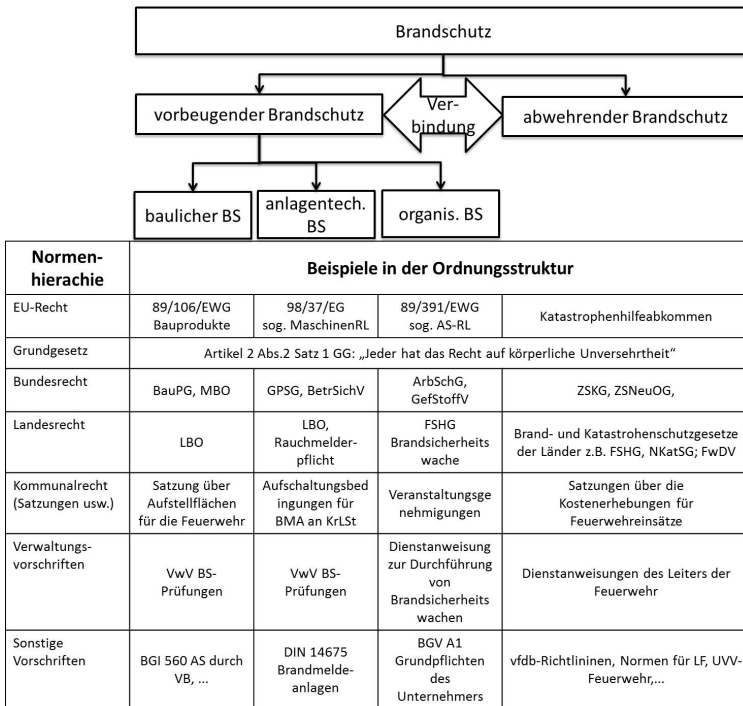 Brandschutz
vorbeugender Brandschutz
Ver-
bindung
abwehrender Brandschutz
baulicher BS
anlagentech.
BS
organis. BS
Normen-
hierachie
Beispiele in der Ordnungsstruktur
EU-Recht
89/106/EWG
Bauprodukte
98/37/EG
sog. MaschinenRL
89/391/EWG
sog. AS-RL
Katastrophenhilfeabkommen
Grundgesetz
Artikel 2 Abs.2 Satz 1 GG: „Jeder hat das Recht auf körperliche Unversehrtheit“
Bundesrecht
BauPG, MBO
GPSG, BetrSichV
ArbSchG,
GefStoffV
ZSKG, ZSNeuOG,
Landesrecht
LBO
LBO,
Rauchmelder-
pflicht
FSHG
Brandsicherheits
wache
Brand- und Katastrohenschutzgesetze
der Länder z.B. FSHG, NKatSG; FwDV
Kommunalrecht
(Satzungen usw.)
Satzung über
Aufstellflächen
für die Feuerwehr
Aufschaltungsbed
ingungen für
BMA an KrLSt
Veranstaltungsge
nehmigungen
Satzungen über die
Kostenerhebungen für
Feuerwehreinsätze
Verwaltungs-
vorschriften
VwV BS-
Prüfungen
VwV BS-
Prüfungen
Dienstanweisung
zur Durchführung
von
Brandsicherheits
wachen
Dienstanweisungen des Leiters der
Feuerwehr
Sonstige
Vorschriften
BGI 560 AS durch
VB, ...
DIN 14675
Brandmelde-
anlagen
BGV A1
Grundpflichten
des
Unternehmers
vfdb-Richtlininen, Normen für LF, UVV-
Feuerwehr,...